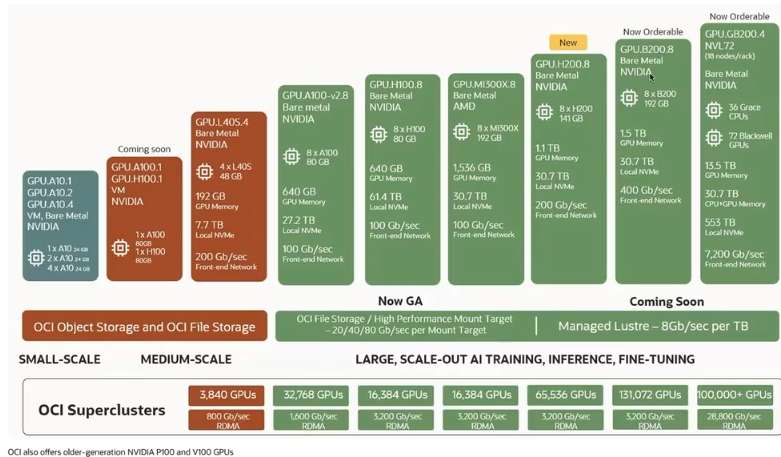 GPU.A10.1
GPU.A10.2
GPU.A10.4
VM, Bare Metal
NVIDIA
1 x A10 24 GB
2 x A10 24 GB
4 x A10 24 GB
Coming soon
GPU.A100.1
GPU.H100.1
VM
NVIDIA
1 x A100
80GB
1 x H100
80GB
GPU.L40S.4
Bare Metal
NVIDIA
4 x L40S
48 GB
192 GB
GPU Memory
7.7 TB
Local NVMe
200 Gb/sec
Front-end Network
GPU.A100-v2.8
Bare metal
NVIDIA
8 x A100
80 GB
640 GB
GPU Memory
27.2 TB
Local NVMe
100 Gb/sec
Front-end Network
GPU.H100.8
Bare Metal
NVIDIA
8 x H100
80 GB
640 GB
GPU Memory
61.4 TB
Local NVMe
100 Gb/sec
Front-end Network
GPU.MI300X.8
Bare Metal
AMD
8 x MI300X
192 GB
1,536 GB
GPU Memory
30.7 TB
Local NVMe
100 Gb/sec
Front-end Network
New
GPU.H200.8
Bare Metal
NVIDIA
8 x H200
141 GB
1.1 TB
GPU Memory
30.7 TB
Local NVMe
200 Gb/sec
Front-end Network
Now Orderable
GPU.B200.8
Bare Metal
NVIDIA
8 x B200
192 GB
1.5 TB
GPU Memory
30.7 TB
Local NVMe
400 Gb/sec
Front-end Network
Now Orderable
GPU.GB200.4
NVL72
(18 nodes/rack)
Bare Metal
NVIDIA
36 Grace
CPUs
72 Blackwell
GPUs
13.5 TB
GPU Memory
30.7 TB
CPU+GPU Memory
553 TB
Local NVMe
7,200 Gb/sec
Front-end Network
Now GA
Coming Soon
OCI Object Storage and OCI File Storage
OCI File Storage / High Performance Mount Target
– 20/40/80 Gb/sec per Mount Target
Managed Lustre – 8Gb/sec per TB
SMALL-SCALE
MEDIUM-SCALE
LARGE, SCALE-OUT AI TRAINING, INFERENCE, FINE-TUNING
OCI Superclusters
3,840 GPUs
32,768 GPUs
16,384 GPUs
16,384 GPUs
65,536 GPUs
131,072 GPUs
100,000+ GPUs
800 Gb/sec
RDMA
1,600 Gb/sec
RDMA
3,200 Gb/sec
RDMA
3,200 Gb/sec
RDMA
3,200 Gb/sec
RDMA
3,200 Gb/sec
RDMA
28,800 Gb/sec
RDMA
OCI also offers older-generation NVIDIA P100 and V100 GPUs